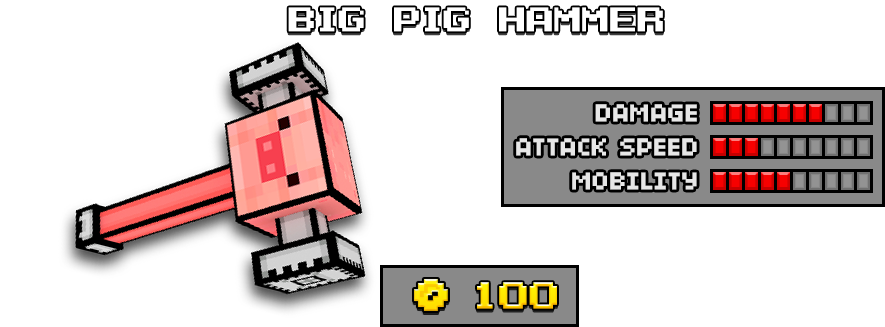 BIG PIG HAMMER
DAMAGE
ATTACK SPEED
MOBILITY
100